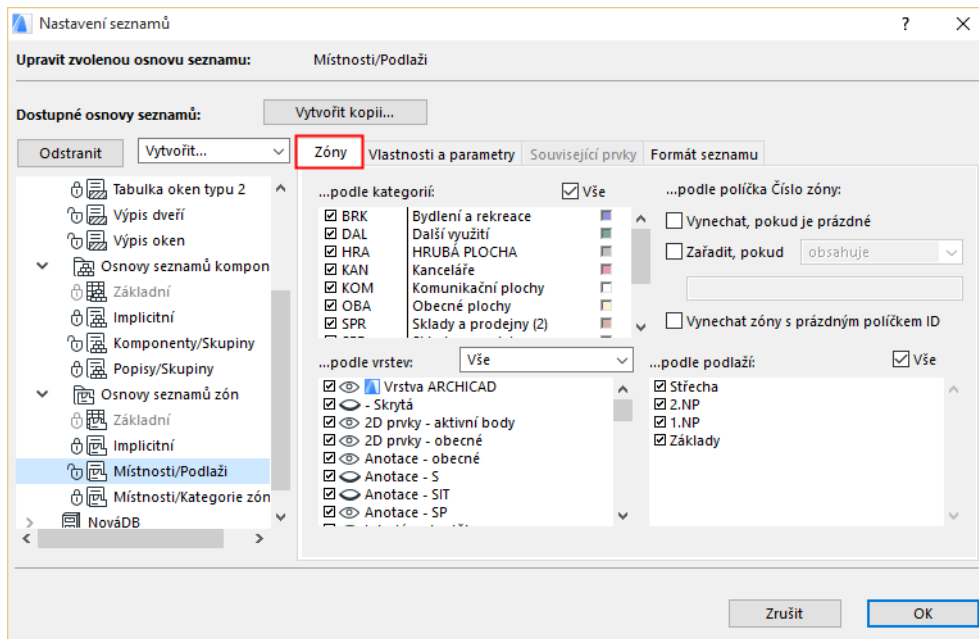 Nastavení seznamů
?
Upravit zvolenou osnovu seznamu:
Místnosti/Podlaži
Dostupné osnovy seznamů:
Vytvořit kopii...
Odstranit
Vytvořit...
Tabulka oken typu 2
Výpis dveří
Výpis oken
Osnovy seznamů kompon
Základní
Implicitní
Komponenty/Skupiny
Popisy/Skupiny
Osnovy seznamů zón
Základní
Implicitní
Místnosti/Podlaži
Místnosti/Kategorie zón
NováDB
Zóny
Vlastnosti a parametry
Související prvky
Formát seznamu
...podle kategorií:
Vše
BRK Bydlení a rekreace
DAL Další využití
HRA HRUBÁ PLOCHA
KAN Kanceláře
KOM Komunikační plochy
OBA Obecné plochy
SPR Sklady a prodejny (2)
...podle políčka Číslo zóny:
Vynechat, pokud je prázdné
Zařadit, pokud
obsahuje
Vynechat zóny s prázdným políčkem ID
...podle vrstev:
Vše
Vrstva ARCHICAD
- Skrytá
2D prvky - aktivní body
2D prvky - obecné
Anotace - obecné
Anotace - S
Anotace - SIT
Anotace - SP
...podle podlaží:
Vše
Střecha
2.NP
1.NP
Základy
Zrušit
OK